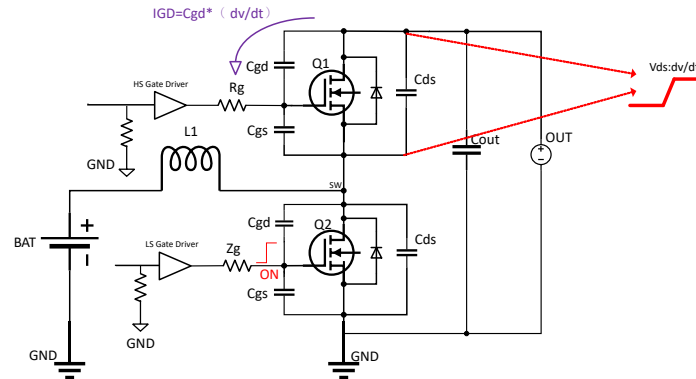 IGD=Cgd*（ dv/dt）
Q1
Cgd
Cds
Vds:dv/dt
HS Gate Driver
Rg
Cgs
GND
L1
Cout
OUT
SW
Q2
Cgd
BAT
LS Gate Driver
Zg
ON
Cds
Cgs
GND
GND
GND